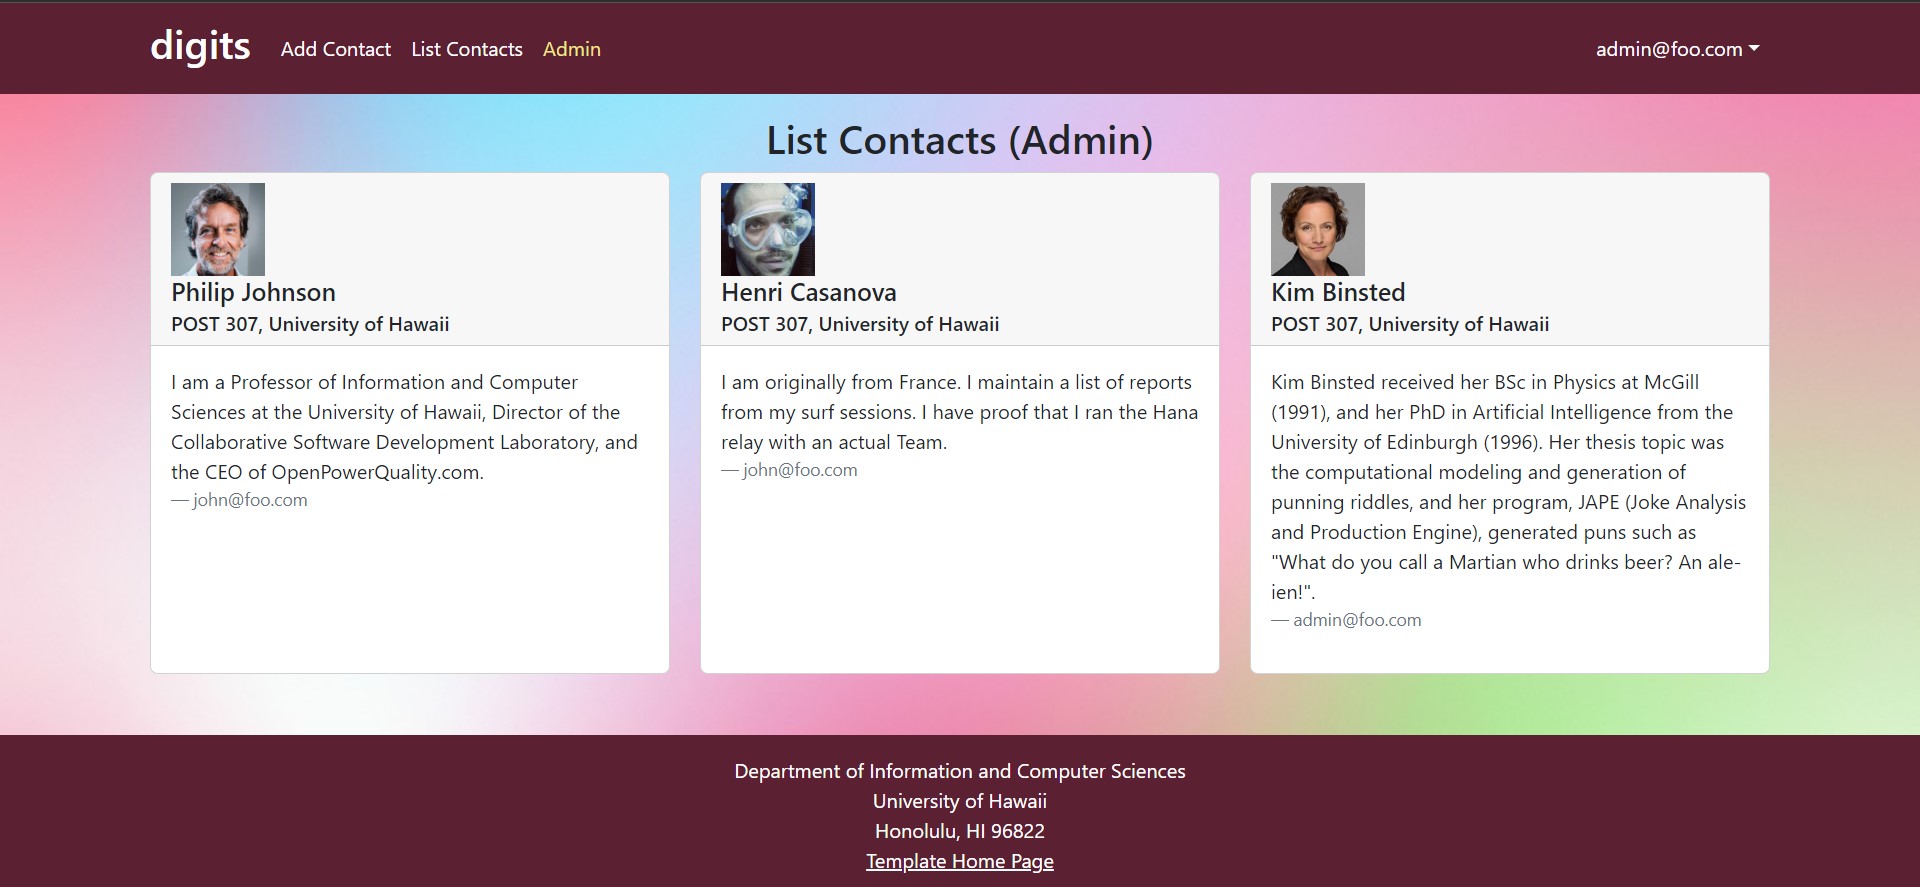 digits Add Contact List Contacts Admin admin@foo.com
List Contacts (Admin)
Philip Johnson
POST 307, University of Hawaii
I am a Professor of Information and Computer
Sciences at the University of Hawaii, Director of the
Collaborative Software Development Laboratory, and
the CEO of OpenPowerQuality.com.
— john@foo.com
Henri Casanova
POST 307, University of Hawaii
I am originally from France. I maintain a list of reports
from my surf sessions. I have proof that I ran the Hana
relay with an actual Team.
— john@foo.com
Kim Binsted
POST 307, University of Hawaii
Kim Binsted received her BSc in Physics at McGill
(1991), and her PhD in Artificial Intelligence from the
University of Edinburgh (1996). Her thesis topic was
the computational modeling and generation of
punning riddles, and her program, JAPE (Joke Analysis
and Production Engine), generated puns such as
"What do you call a Martian who drinks beer? An ale-
ien!".
— admin@foo.com
Department of Information and Computer Sciences
University of Hawaii
Honolulu, HI 96822
Template Home Page